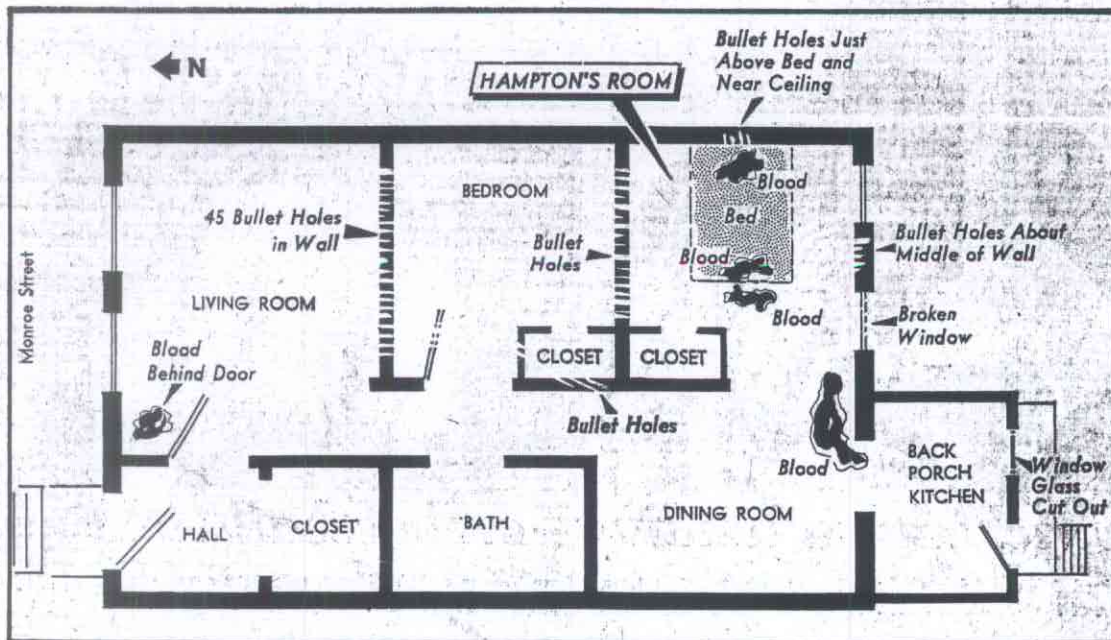 N
HAMPTON'S ROOM
Bullet Holes Just
Above Bed and
Near Ceiling
Monroe Street
LIVING ROOM
45 Bullet Holes
in Wall
BEDROOM
Bullet
Holes
Blood
Bed
Blood
Blood
Bullet Holes About
Middle of Wall
Broken
Window
Blood
Behind Door
CLOSET
CLOSET
Bullet Holes
Blood
BACK
PORCH
KITCHEN
Window
Glass
Cut Out
HALL
CLOSET
BATH
DINING ROOM